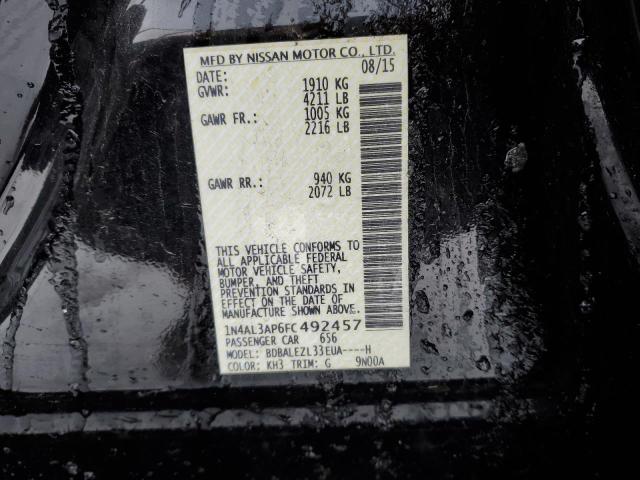 MFD BY NISSAN MOTOR CO., LTD.
DATE: 08/15
GVWR: 1910 KG
4211 LB
GAWR FR.: 1005 KG
2216 LB
GAWR RR.: 940 KG
2072 LB
THIS VEHICLE CONFORMS TO
ALL APPLICABLE FEDERAL
MOTOR VEHICLE SAFETY,
BUMPER, AND THEFT
PREVENTION STANDARDS IN
EFFECT ON THE DATE OF
MANUFACTURE SHOWN ABOVE.
1N4AL3AP6FC492457
PASSENGER CAR 656
MODEL: BDBALEZL33EUA----H
COLOR: KH3 TRIM: G 9N00A